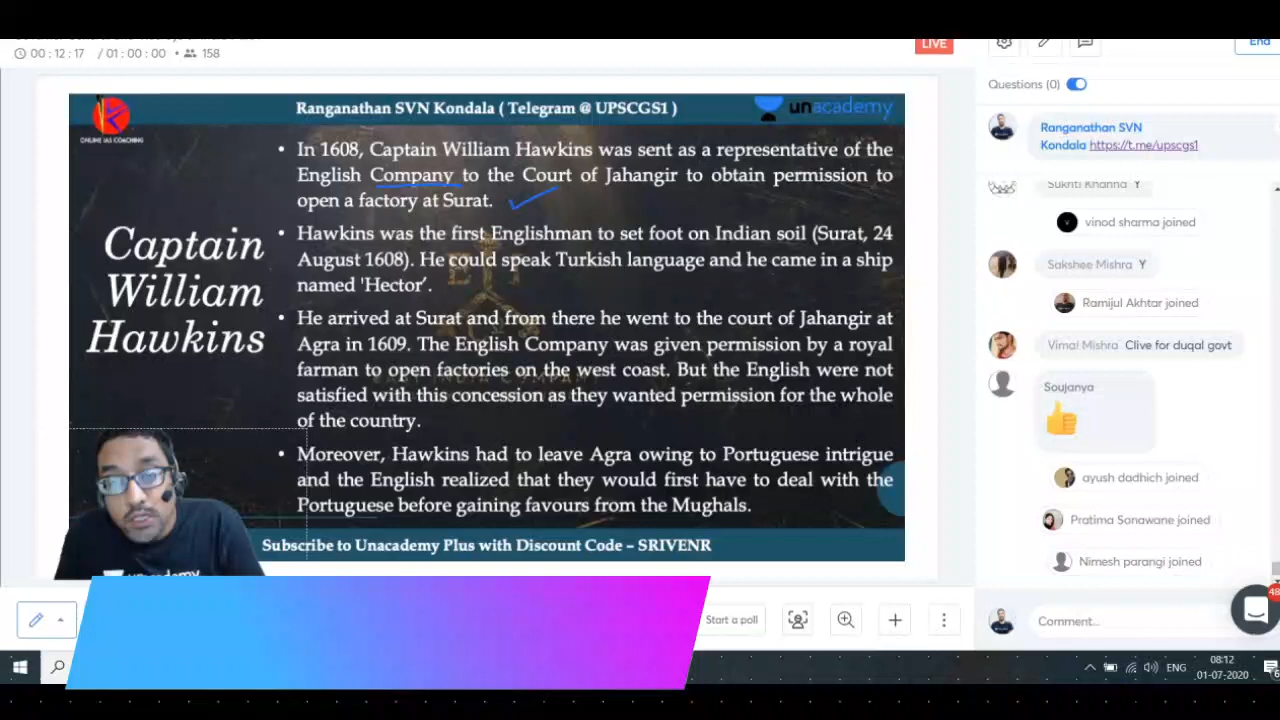 00 : 12 : 17 / 01 : 00 : 00 • 158
LIVE
End
Questions (0)
Ranganathan SVN Kondala ( Telegram @ UPSCGS1 )
unacademy
ONLINE IAS COACHING
Captain
William
Hawkins
• In 1608, Captain William Hawkins was sent as a representative of the
English Company to the Court of Jahangir to obtain permission to
open a factory at Surat.
• Hawkins was the first Englishman to set foot on Indian soil (Surat, 24
August 1608). He could speak Turkish language and he came in a ship
named 'Hector'.
• He arrived at Surat and from there he went to the court of Jahangir at
Agra in 1609. The English Company was given permission by a royal
farman to open factories on the west coast. But the English were not
satisfied with this concession as they wanted permission for the whole
of the country.
• Moreover, Hawkins had to leave Agra owing to Portuguese intrigue
and the English realized that they would first have to deal with the
Portuguese before gaining favours from the Mughals.
Subscribe to Unacademy Plus with Discount Code – SRIVENR
unacademy
Ranganathan SVN
Kondala https://t.me/upscgs1
Sukriti Khanna Y
vinod sharma joined
Sakshee Mishra Y
Ramijul Akhtar joined
Vimal Mishra Clive for duqal govt
Soujanya
ayush dadhich joined
Pratima Sonawane joined
Nimesh parangi joined
48
Start a poll
Comment...
ENG
08:12
01-07-2020